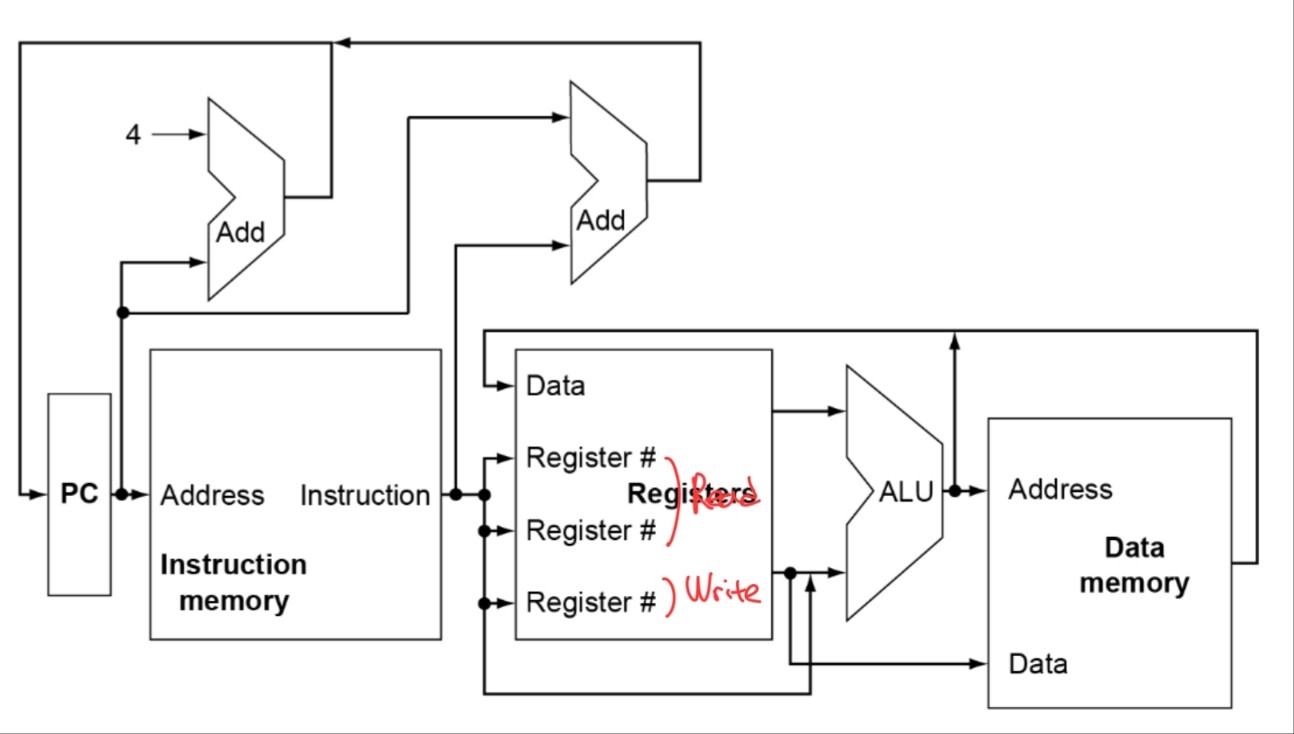 4
Add
Add
Data
Register #
Registers
Read
Register #
Register #
Write
PC
Address
Instruction
Instruction
memory
ALU
Address
Data
memory
Data